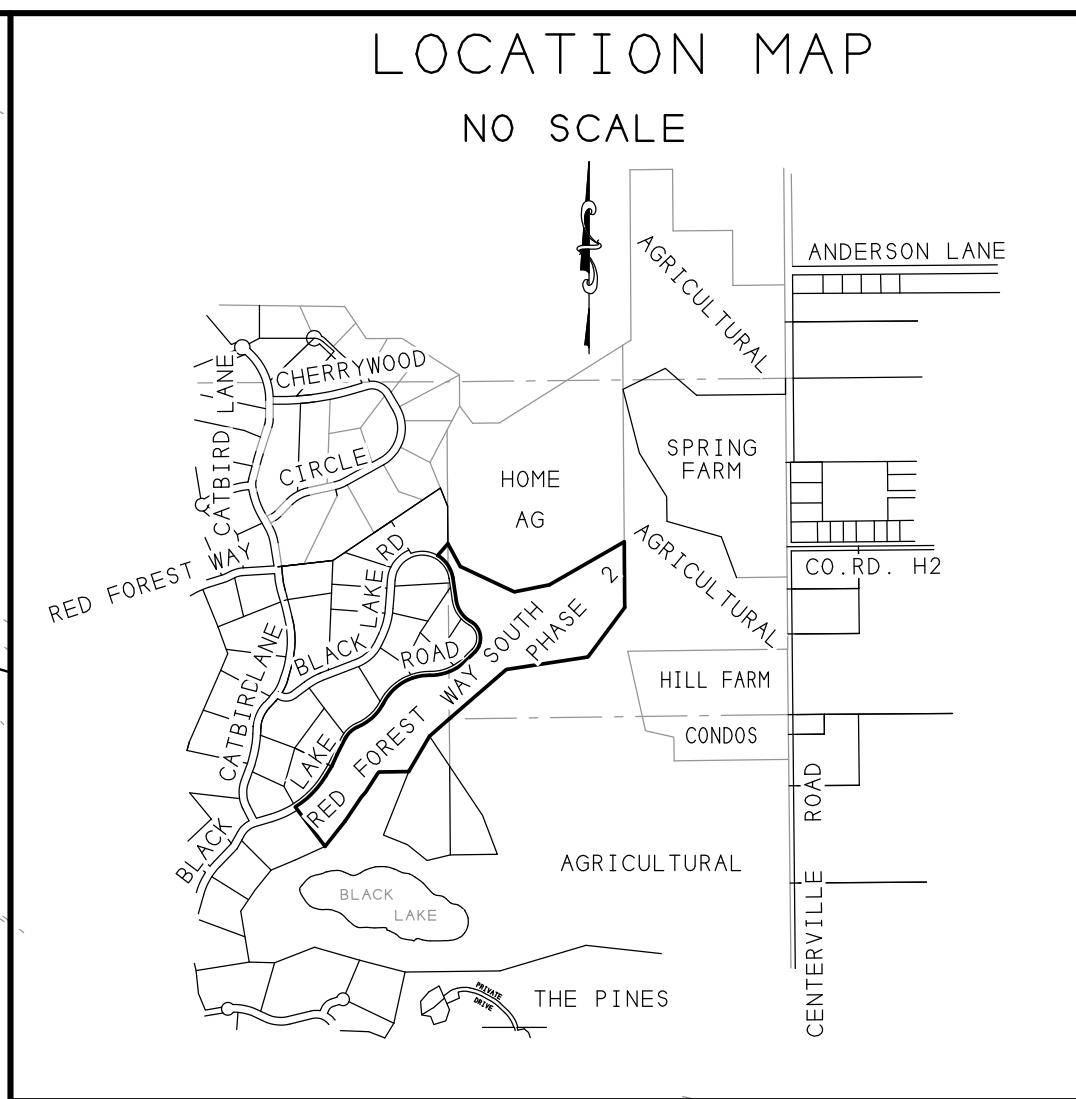 LOCATION MAP
NO SCALE
ANDERSON LANE
AGRICULTURAL
CHERRYWOOD
CIRCLE
CATBIRD LANE
SPRING
FARM
HOME
AG
RED FOREST WAY
BLACK LAKE RD
AGRICULTURAL
CO.RD. H2
RED FOREST WAY SOUTH
PHASE 2
CATBIRD LANE
BLACK LAKE ROAD
HILL FARM
CONDOS
CENTERVILLE ROAD
AGRICULTURAL
BLACK
LAKE
PRIVATE
DRIVE
THE PINES